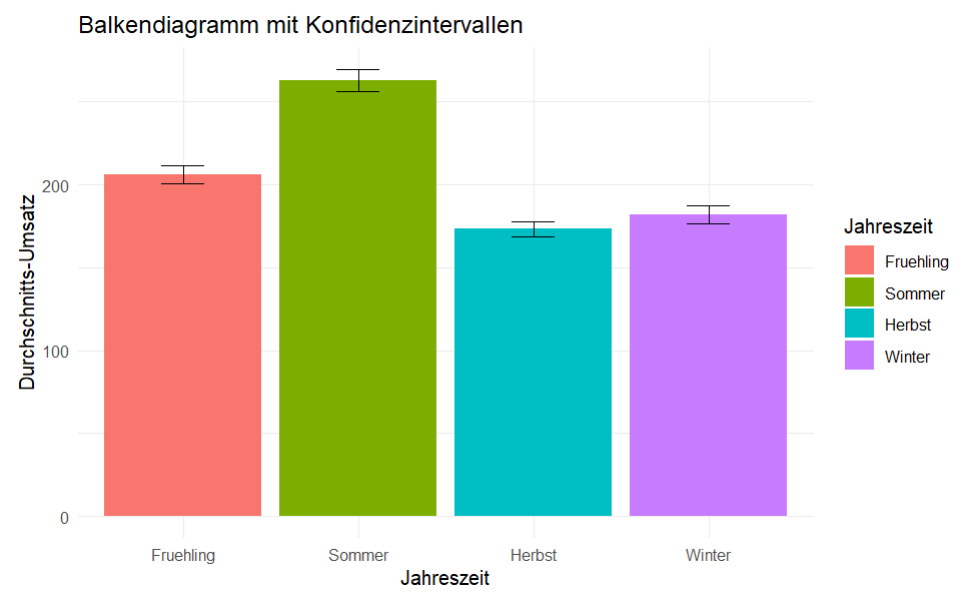 Balkendiagramm mit Konfidenzintervallen
Durchschnitts-Umsatz
200
100
0
Fruehling
Sommer
Herbst
Winter
Jahreszeit
Jahreszeit
Fruehling
Sommer
Herbst
Winter